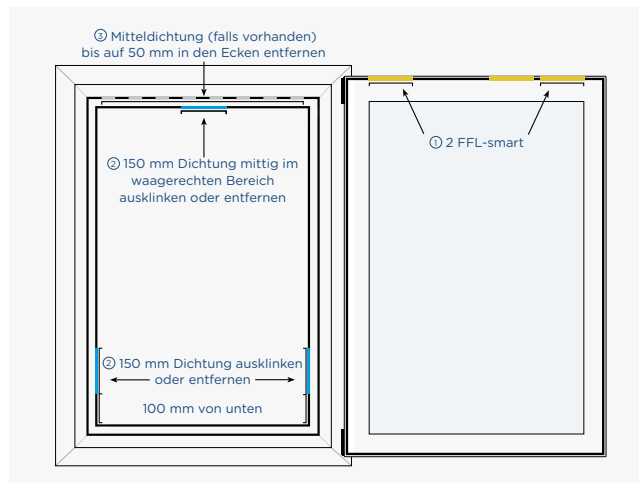 ③ Mitteldichtung (falls vorhanden)
bis auf 50 mm in den Ecken entfernen
② 150 mm Dichtung mittig im
waagerechten Bereich
ausklinken oder entfernen
① 2 FFL-smart
② 150 mm Dichtung ausklinken
oder entfernen
100 mm von unten